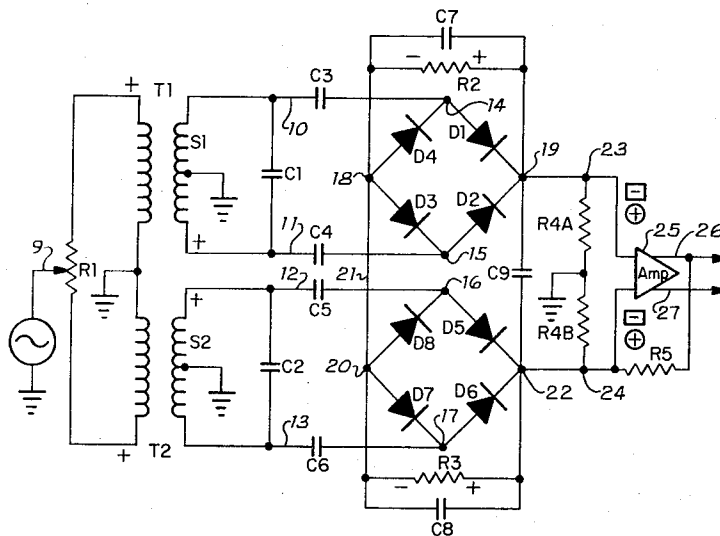 C7
− R2 +
+ T1
C3
14
10
S1
D1
D4
19
23
9
R1
C1
18
− +
25
26
R4A
11
C4
D3
D2
15
12
C5
21
16
C9
Amp
27
+
S2
C2
D8
D5
R4B
− +
R5
20
D7
D6
22
24
13
17
+ T2
C6
R3
− +
C8